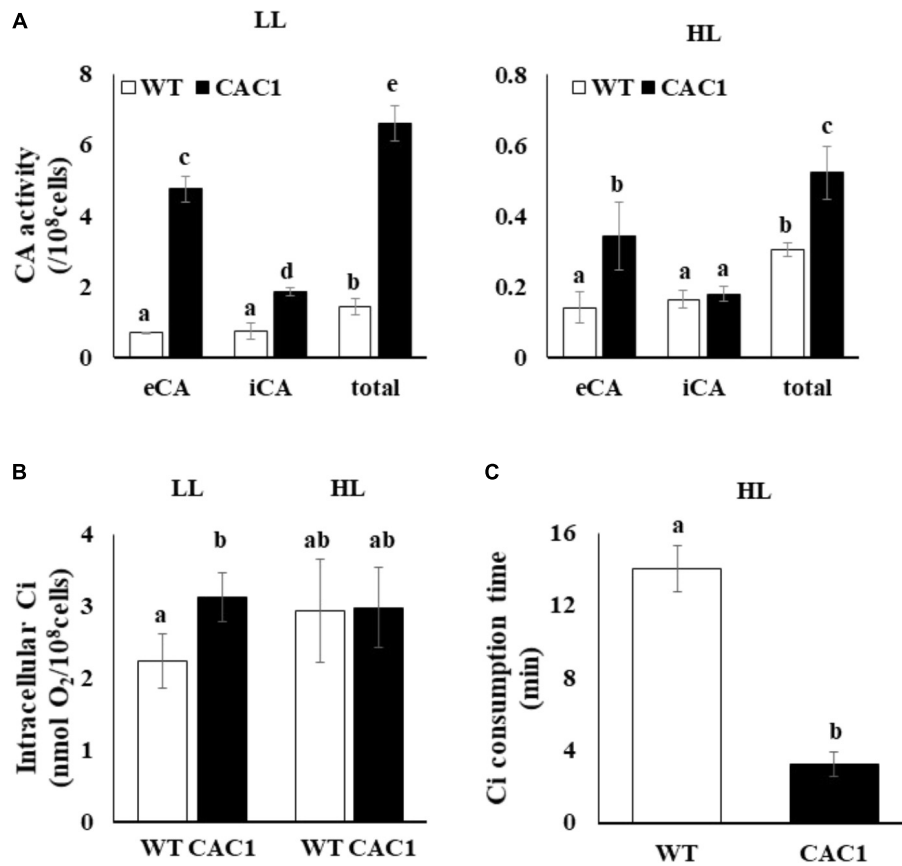 A
LL
HL
WT CAC1
WT CAC1
CA activity
(/10⁸cells)
8
6
4
2
0
a
c
a
d
b
e
eCA iCA total
0.8
0.6
0.4
0.2
0
a
b
a
a
b
c
eCA iCA total
B
LL HL
Intracellular Ci
(nmol O₂/10⁸cells)
4
3
2
1
0
a
b
ab
ab
WT CAC1 WT CAC1
C
HL
Ci consumption time
(min)
16
12
8
4
0
a
b
WT CAC1